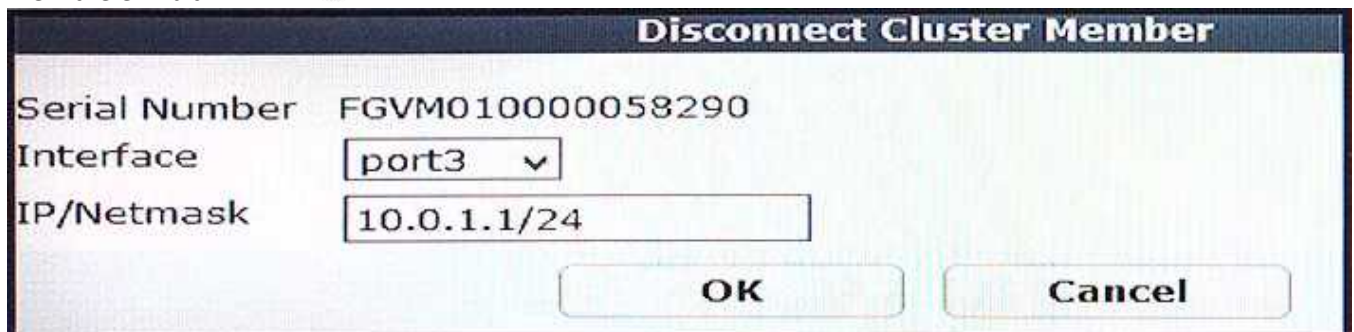 Disconnect Cluster Member
Serial Number FGVM010000058290
Interface port3
IP/Netmask 10.0.1.1/24
OK Cancel